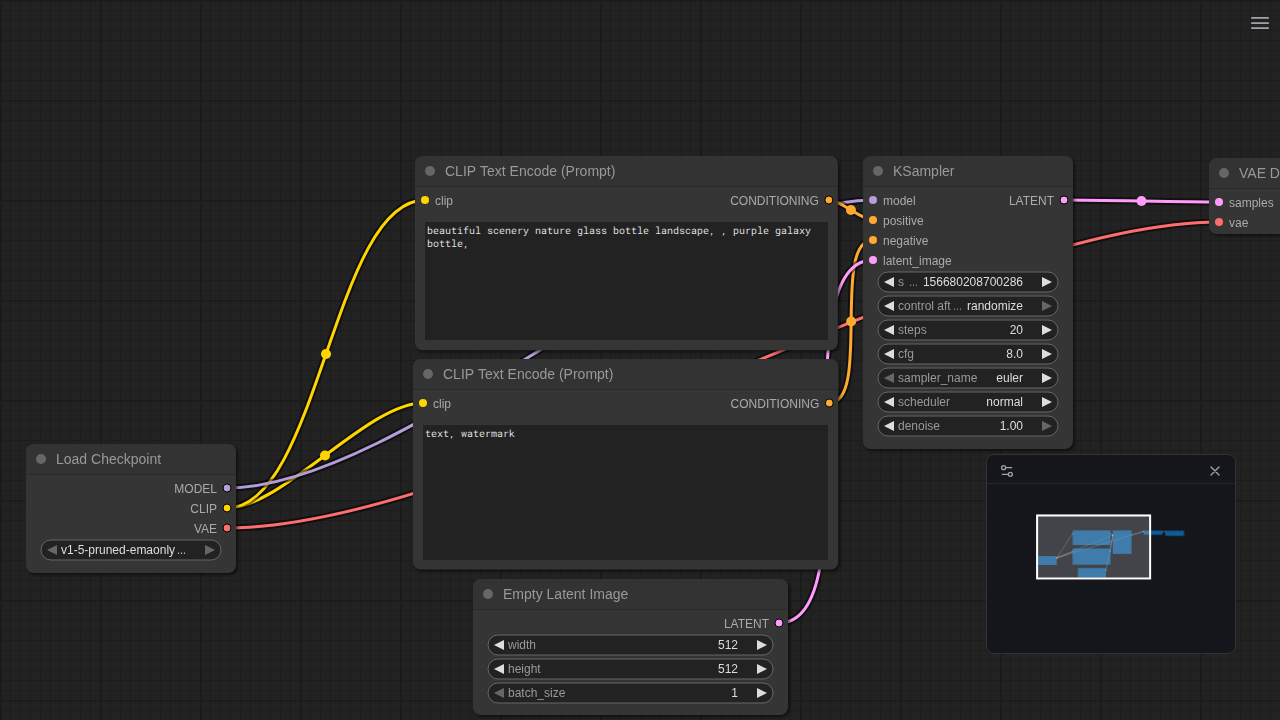 CLIP Text Encode (Prompt)
clip
CONDITIONING
beautiful scenery nature glass bottle landscape, , purple galaxy
bottle,
KSampler
model
LATENT
positive
negative
latent_image
s ... 156680208700286
control aft ... randomize
steps 20
cfg 8.0
sampler_name euler
scheduler normal
denoise 1.00
VAE D
samples
vae
CLIP Text Encode (Prompt)
clip
CONDITIONING
text, watermark
Load Checkpoint
MODEL
CLIP
VAE
v1-5-pruned-emaonly ...
Empty Latent Image
LATENT
width 512
height 512
batch_size 1